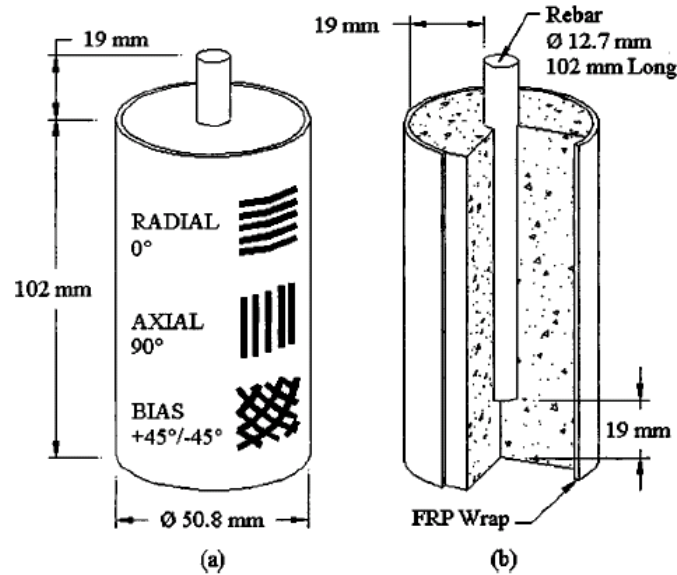 19 mm
RADIAL
0°
102 mm
AXIAL
90°
BIAS
+45°/-45°
Ø 50.8 mm
(a)
19 mm
Rebar
Ø 12.7 mm
102 mm Long
19 mm
FRP Wrap
(b)